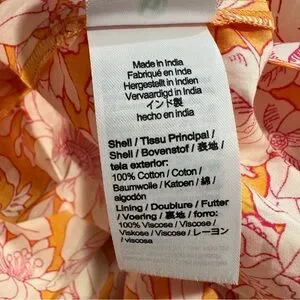 Made in India
Fabriqué en Inde
Hergestellt in Indien
Vervaardigd in India
インド製
hecho en india
Shell / Tissu Principal /
Shell / Bovenstof / 表地 /
tela exterior:
100% Cotton / Coton /
Baumwolle / Katoen / 綿 /
algodón
Lining / Doublure / Futter
/ Voering / 裏地 / forro:
100% Viscose / Viscose /
Viskose / Viscose / レーヨン
/ viscosa